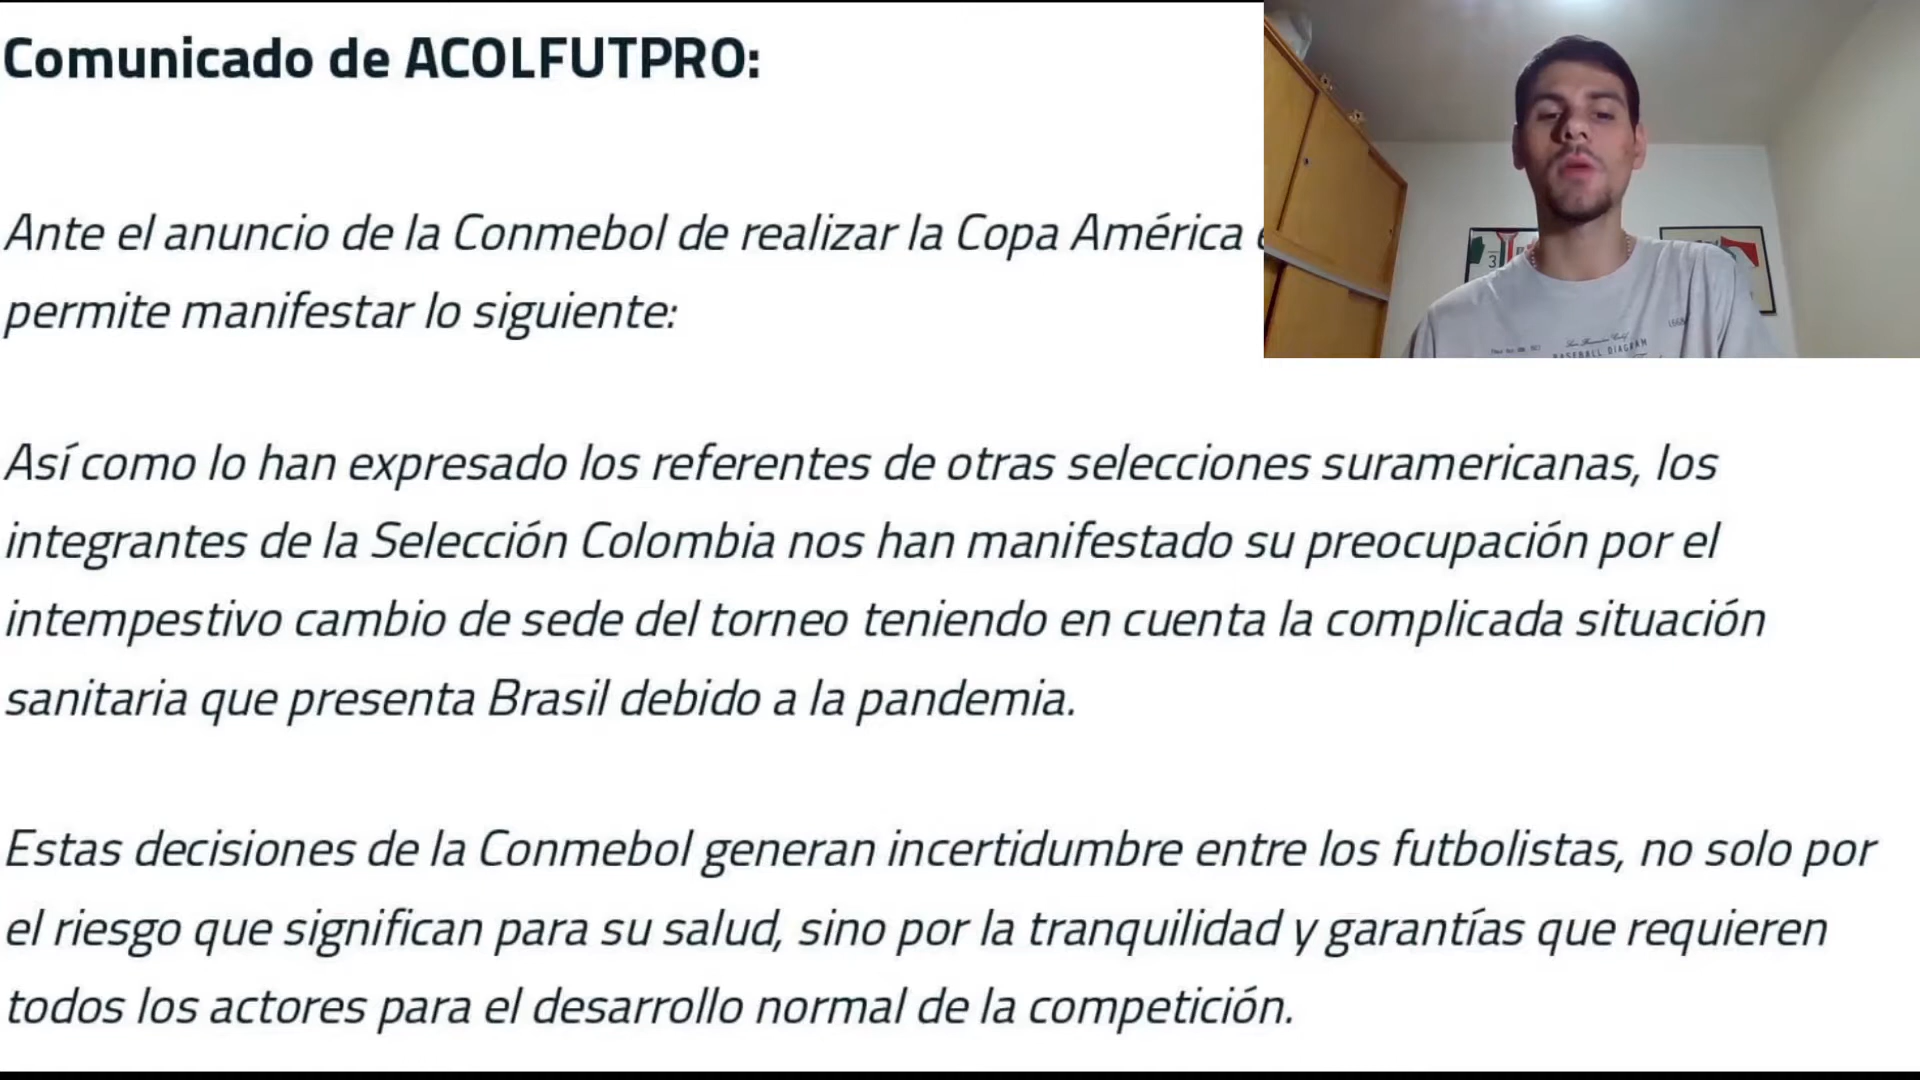 Comunicado de ACOLFUTPRO:
Ante el anuncio de la Conmebol de realizar la Copa América
permite manifestar lo siguiente:
Así como lo han expresado los referentes de otras selecciones suramericanas, los
integrantes de la Selección Colombia nos han manifestado su preocupación por el
intempestivo cambio de sede del torneo teniendo en cuenta la complicada situación
sanitaria que presenta Brasil debido a la pandemia.
Estas decisiones de la Conmebol generan incertidumbre entre los futbolistas, no solo por
el riesgo que significan para su salud, sino por la tranquilidad y garantías que requieren
todos los actores para el desarrollo normal de la competición.
3
BASEBALL DIAGRAM